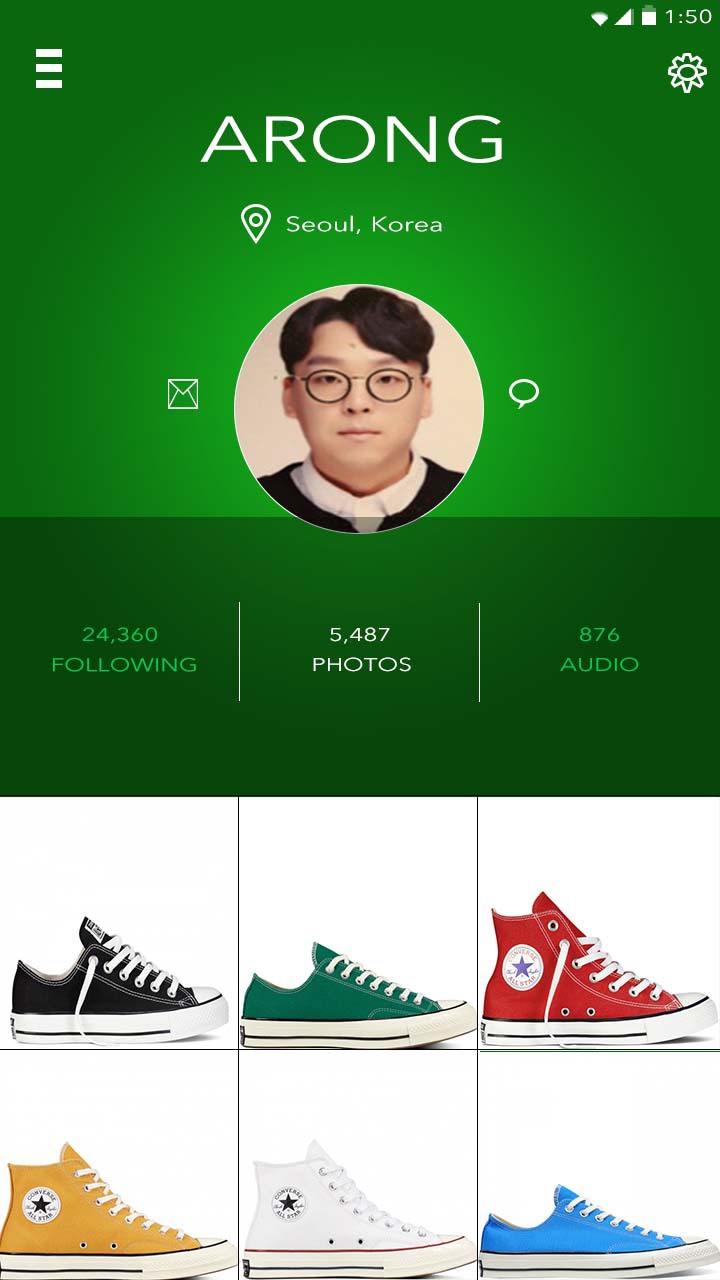 1:50
ARONG
Seoul, Korea
24,360
FOLLOWING
5,487
PHOTOS
876
AUDIO
CONVERSE
ALL STAR
CONVERSE
ALL STAR
CONVERSE
ALL STAR